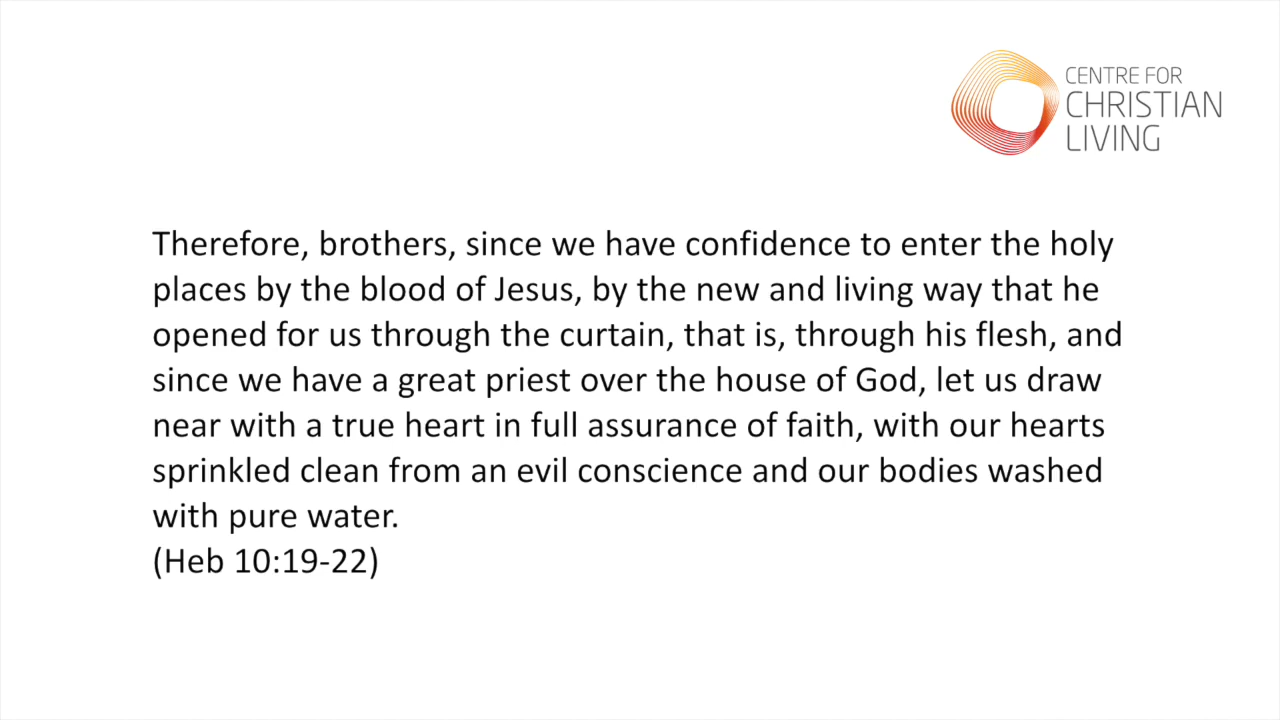 CENTRE FOR
CHRISTIAN
LIVING
Therefore, brothers, since we have confidence to enter the holy
places by the blood of Jesus, by the new and living way that he
opened for us through the curtain, that is, through his flesh, and
since we have a great priest over the house of God, let us draw
near with a true heart in full assurance of faith, with our hearts
sprinkled clean from an evil conscience and our bodies washed
with pure water.
(Heb 10:19-22)